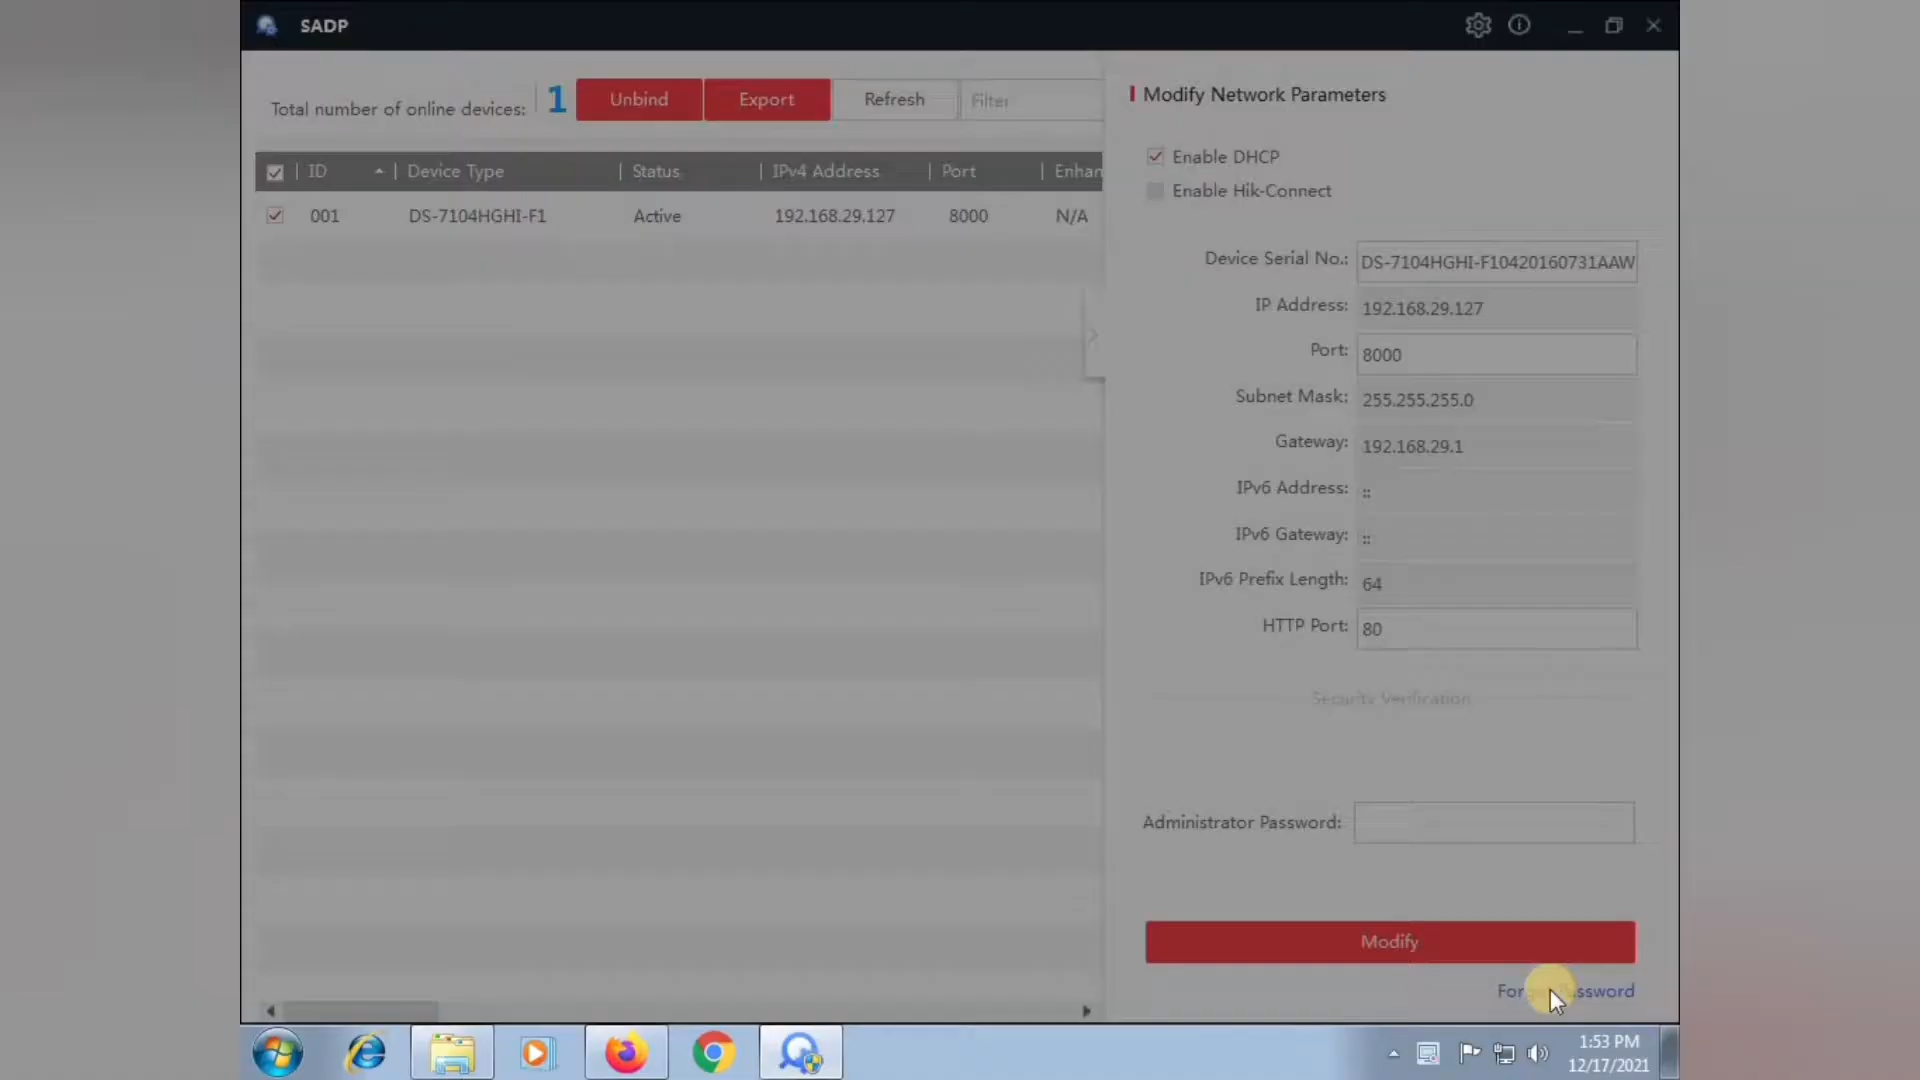 SADP
Total number of online devices: 1 Unbind Export Refresh Filter
ID Device Type Status IPv4 Address Port Enhan
001 DS-7104HGHI-F1 Active 192.168.29.127 8000 N/A
Modify Network Parameters
Enable DHCP
Enable Hik-Connect
Device Serial No.: DS-7104HGHI-F10420160731AAW
IP Address: 192.168.29.127
Port: 8000
Subnet Mask: 255.255.255.0
Gateway: 192.168.29.1
IPv6 Address: ::
IPv6 Gateway: ::
IPv6 Prefix Length: 64
HTTP Port: 80
Security Verification
Administrator Password:
Modify
Forgot Password
1:53 PM
12/17/2021